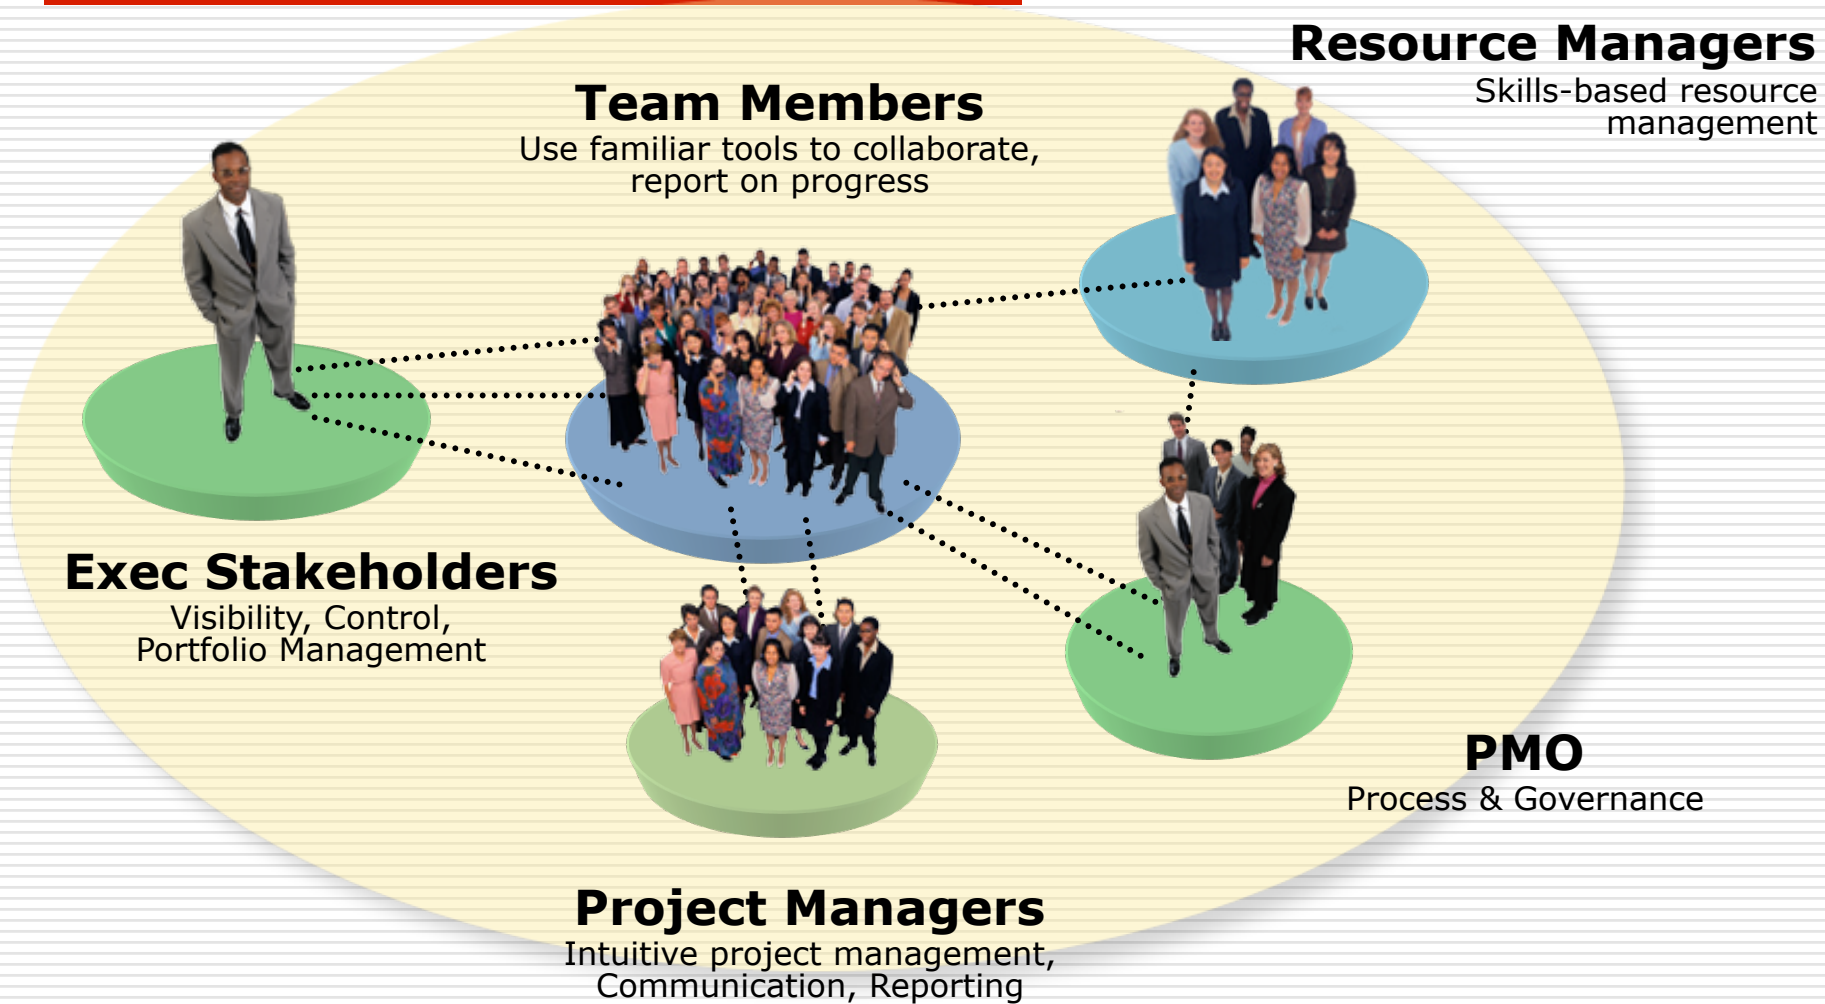 Resource Managers
Skills-based resource
management
Team Members
Use familiar tools to collaborate,
report on progress
Exec Stakeholders
Visibility, Control,
Portfolio Management
PMO
Process & Governance
Project Managers
Intuitive project management,
Communication, Reporting